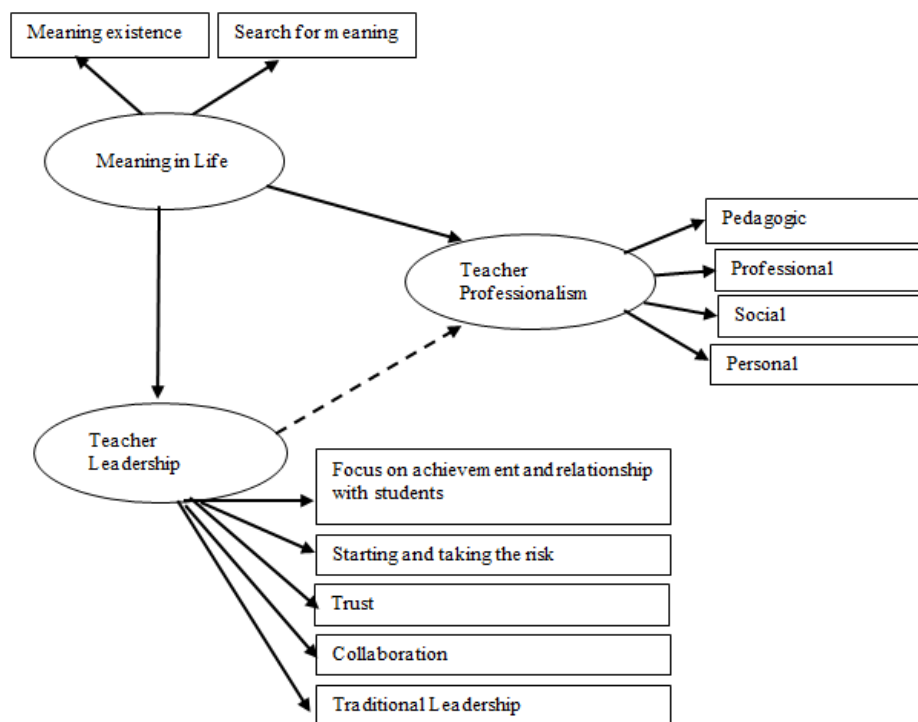 Meaning existence
Search for meaning
Meaning in Life
Pedagogic
Teacher
Professionalism
Professional
Social
Personal
Teacher
Leadership
Focus on achievement and relationship
with students
Starting and taking the risk
Trust
Collaboration
Traditional Leadership